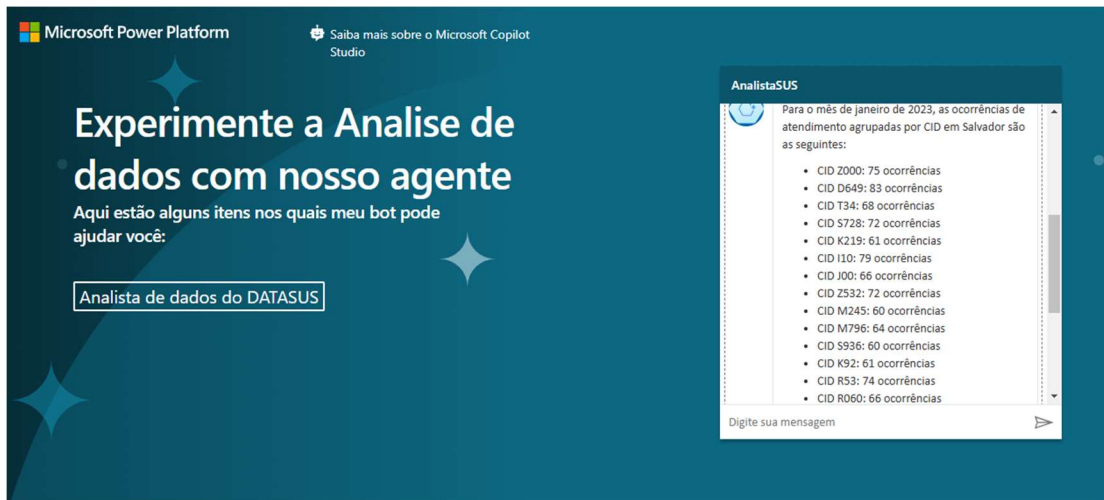 Microsoft Power Platform
Saiba mais sobre o Microsoft Copilot
Studio
Experimente a Analise de
dados com nosso agente
Aqui estão alguns itens nos quais meu bot pode
ajudar você:
Analista de dados do DATASUS
AnalistaSUS
Para o mês de janeiro de 2023, as ocorrências de
atendimento agrupadas por CID em Salvador são
as seguintes:
• CID Z000: 75 ocorrências
• CID D649: 83 ocorrências
• CID T34: 68 ocorrências
• CID S728: 72 ocorrências
• CID K219: 61 ocorrências
• CID I10: 79 ocorrências
• CID J00: 66 ocorrências
• CID Z532: 72 ocorrências
• CID M245: 60 ocorrências
• CID M796: 64 ocorrências
• CID S936: 60 ocorrências
• CID K92: 61 ocorrências
• CID R53: 74 ocorrências
• CID R060: 66 ocorrências
Digite sua mensagem